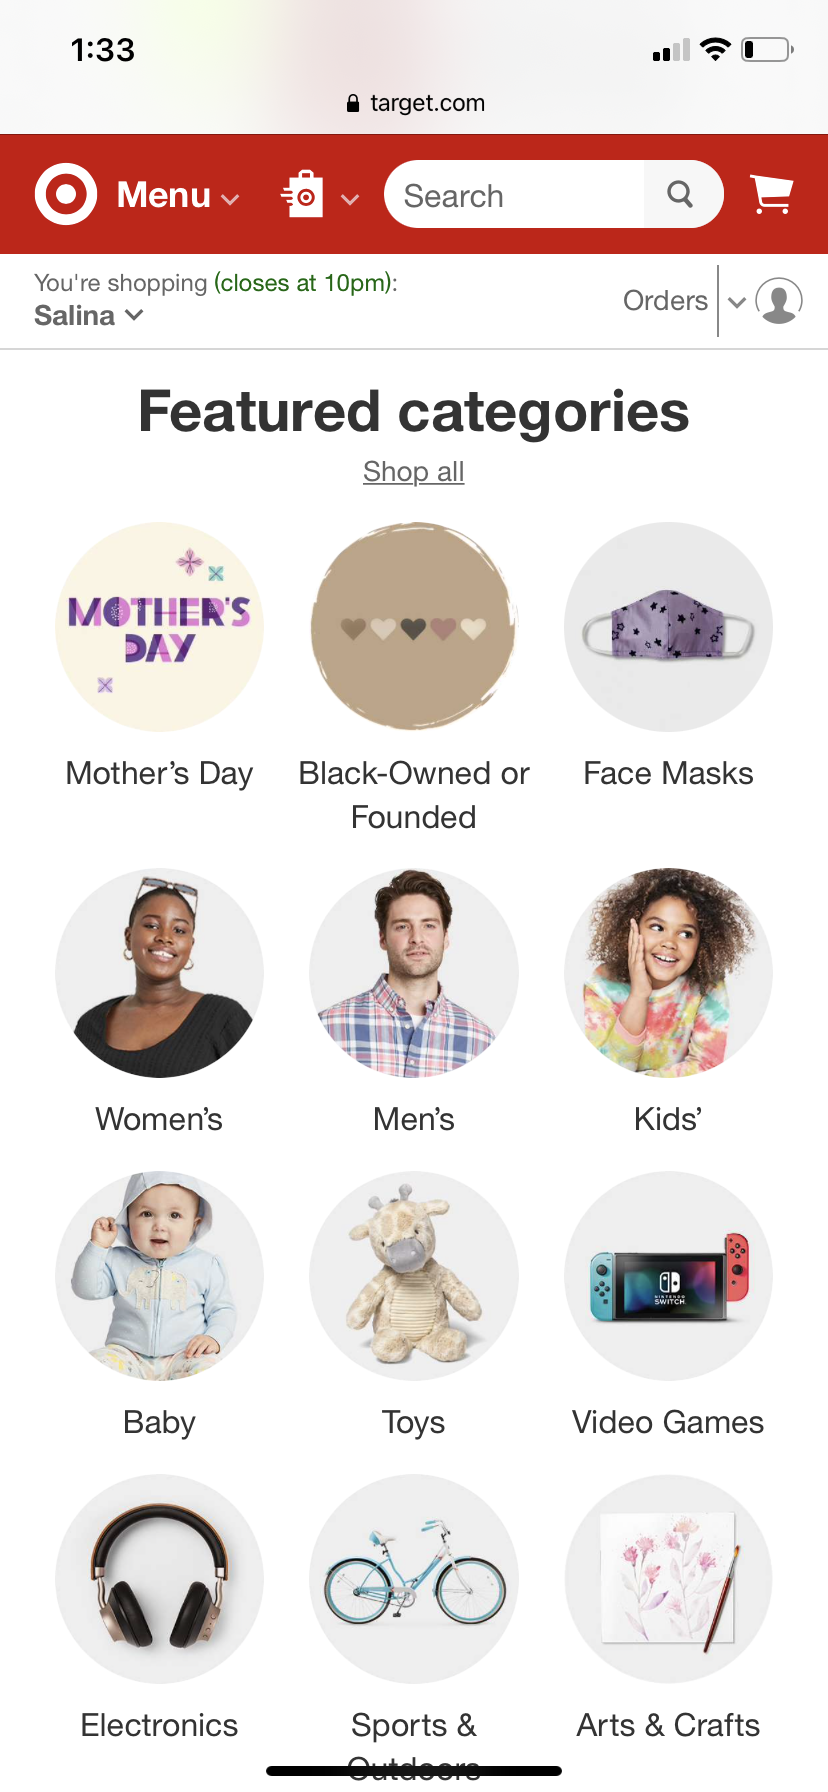 1:33
target.com
Menu
Search
You're shopping (closes at 10pm):
Salina
Orders
Featured categories
Shop all
MOTHER'S
DAY
Mother's Day
Black-Owned or
Founded
Face Masks
Women's
Men's
Kids'
NINTENDO
SWITCH
Baby
Toys
Video Games
Electronics
Sports &
Outdoors
Arts & Crafts